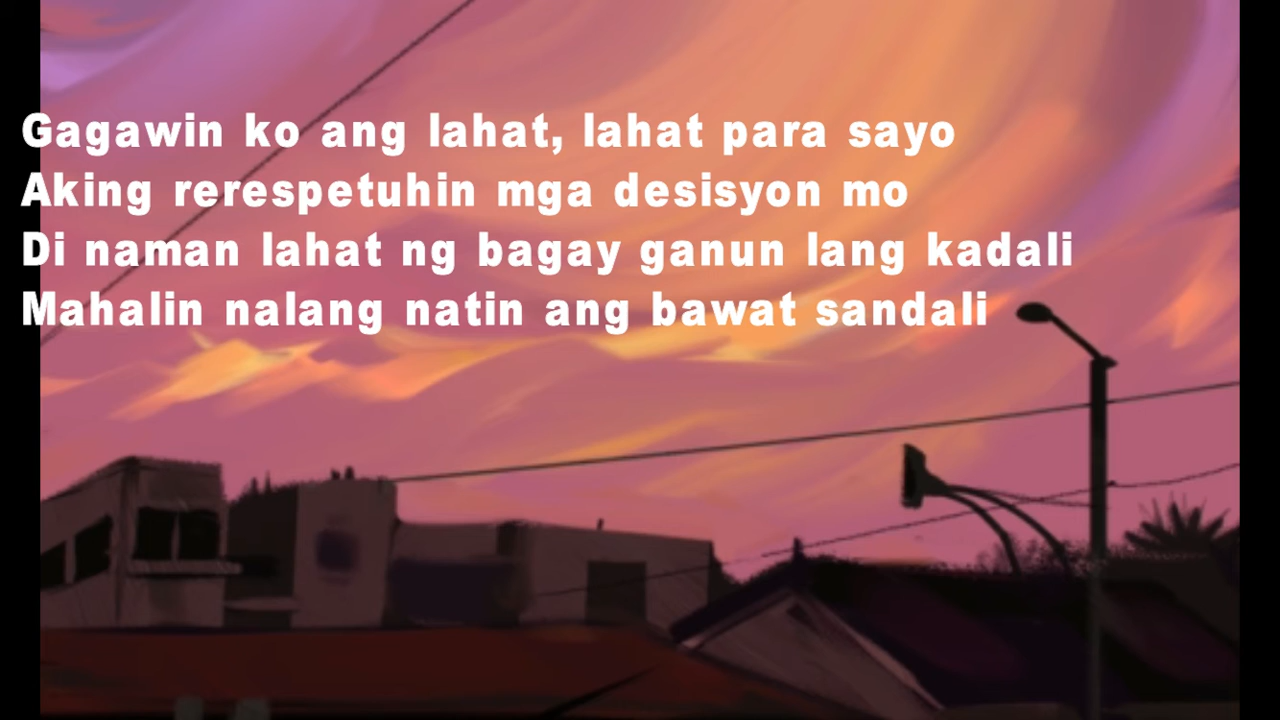 Gagawin ko ang lahat, lahat para sayo
Aking rerespetuhin mga desisyon mo
Di naman lahat ng bagay ganun lang kadali
Mahalin nalang natin ang bawat sandali